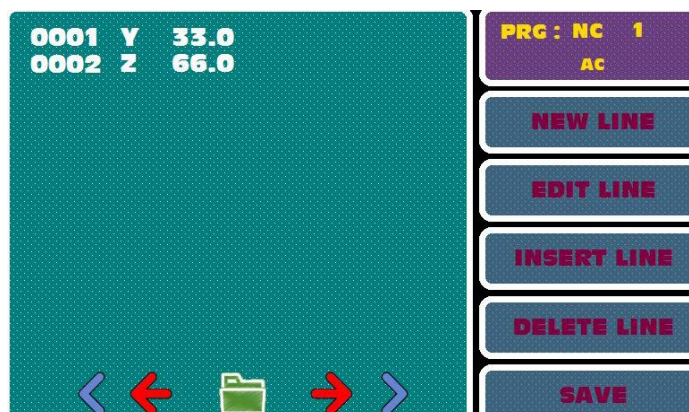 0001 Y 33.0
0002 Z 66.0
PRG : NC 1
AC
NEW LINE
EDIT LINE
INSERT LINE
DELETE LINE
SAVE